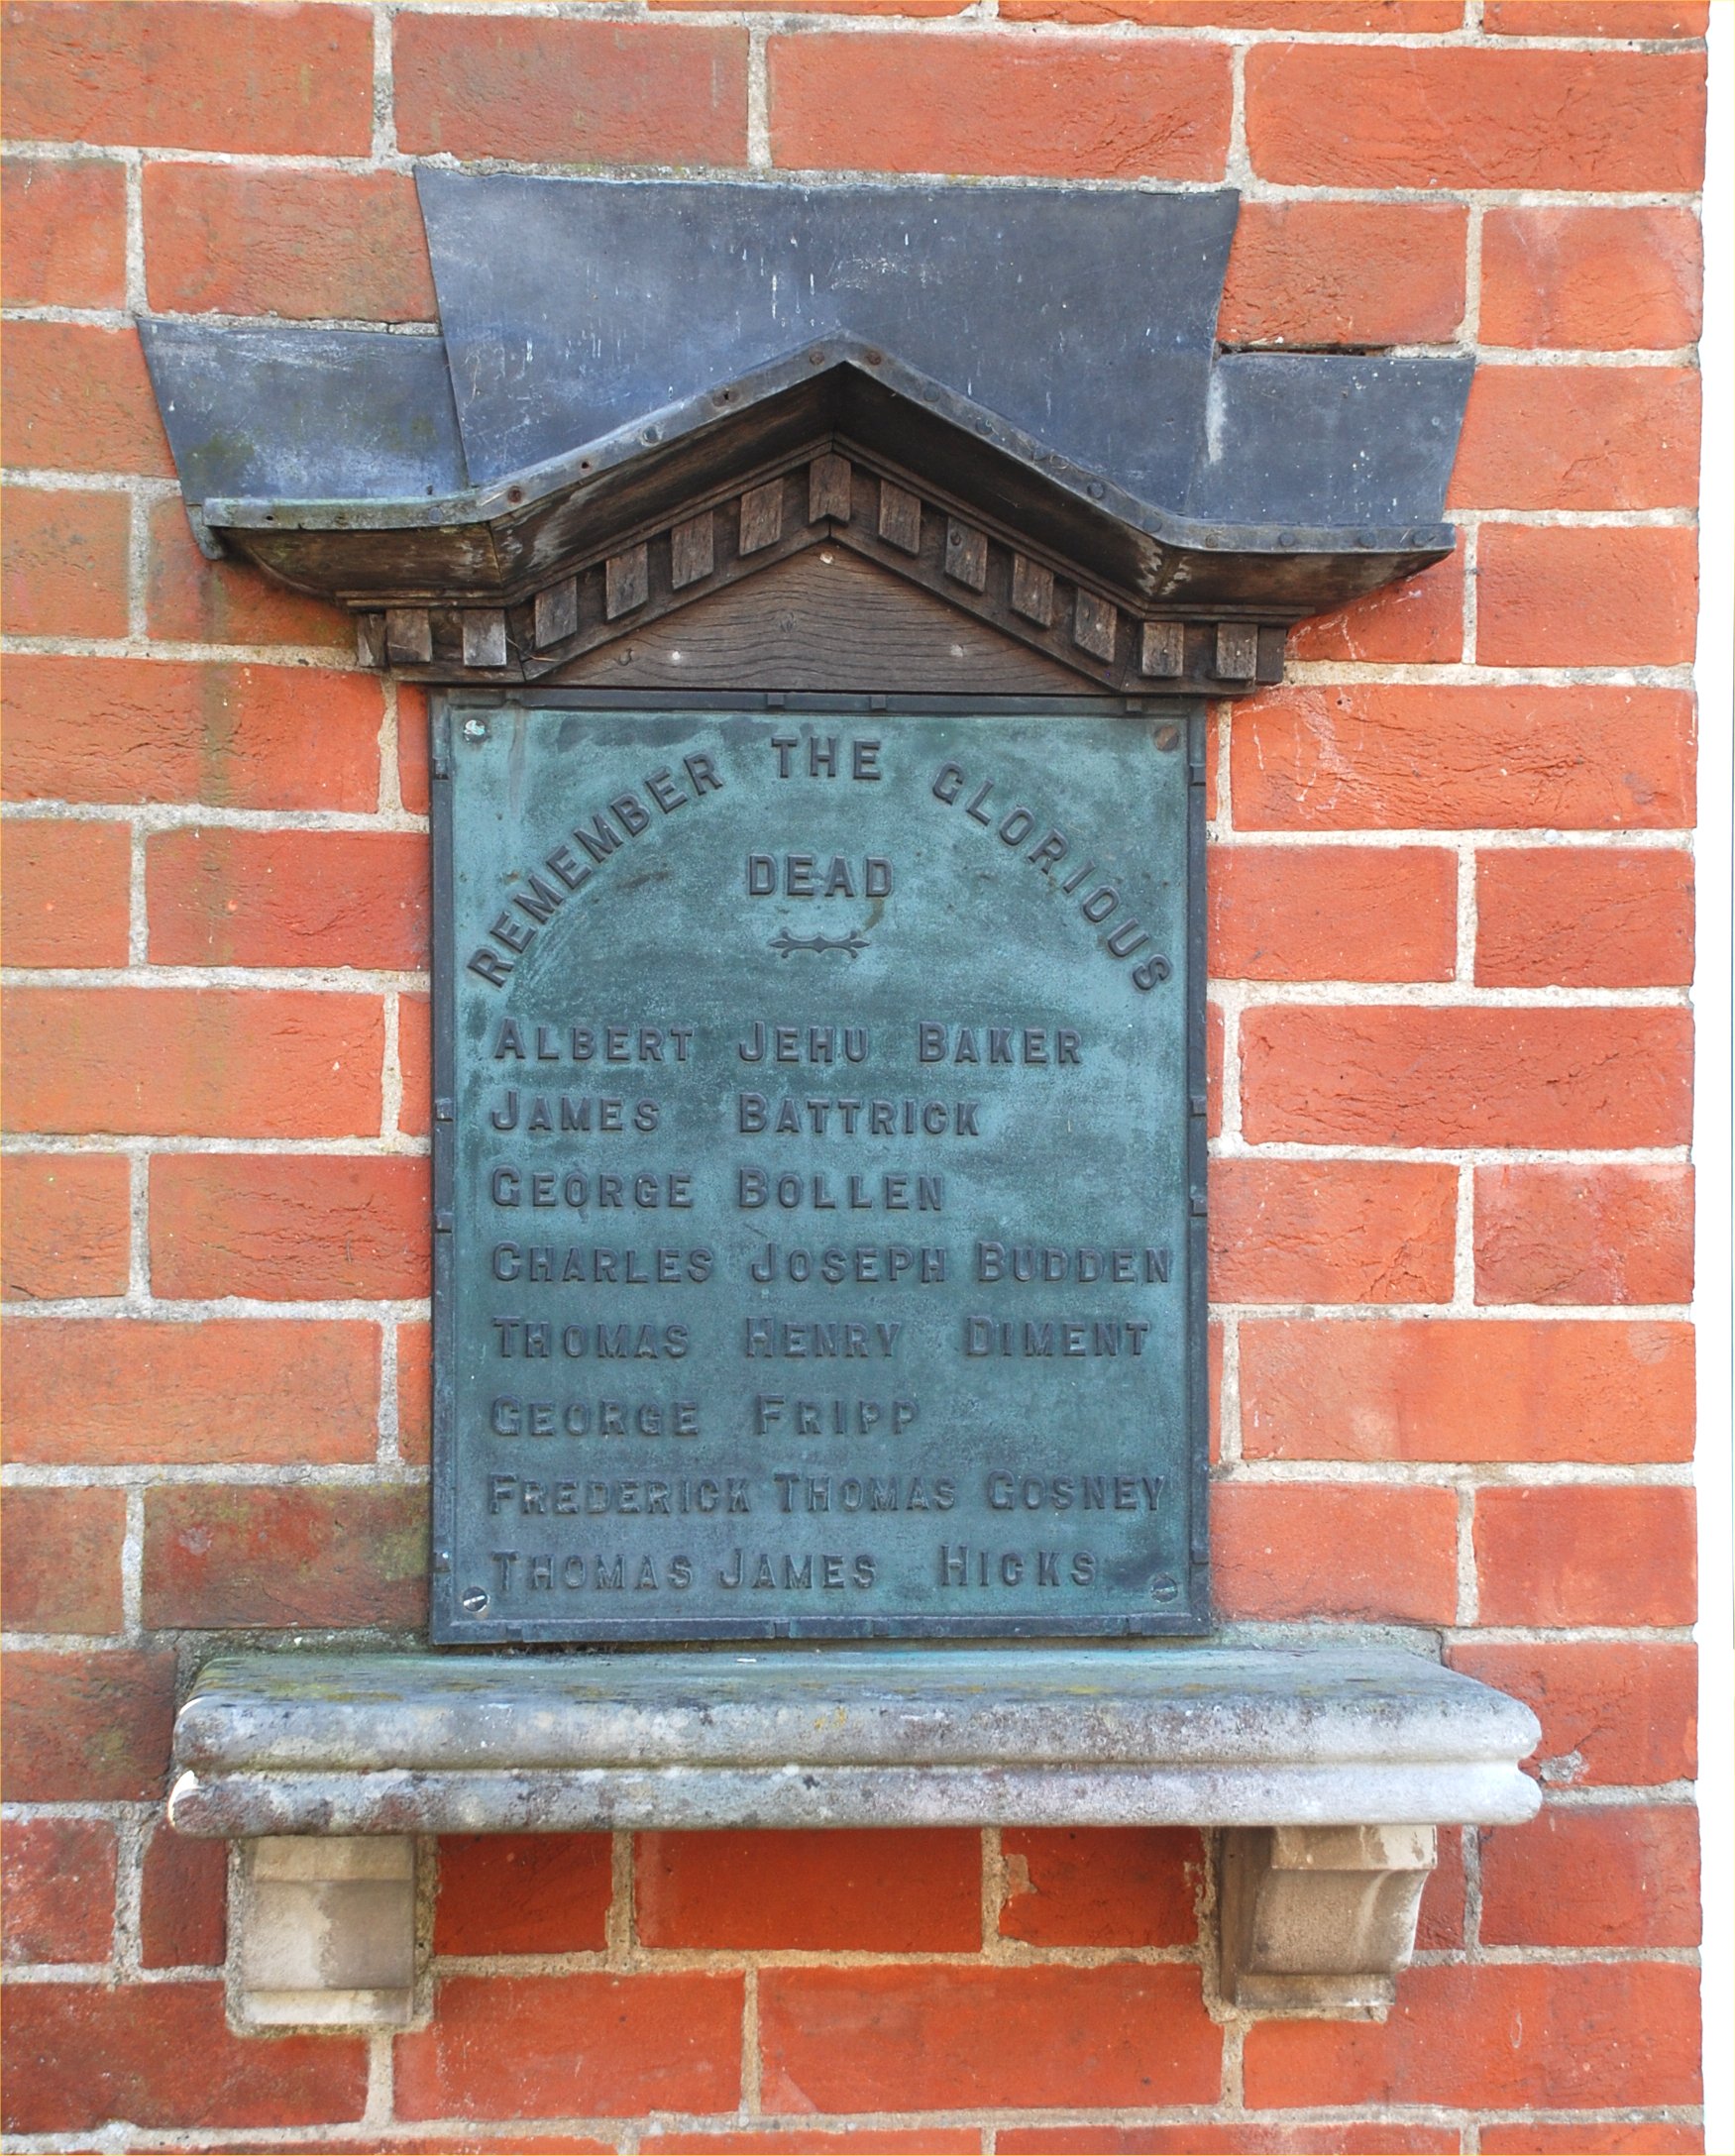 REMEMBER THE GLORIOUS
DEAD
ALBERT JEHU BAKER
JAMES BATTRICK
GEORGE BOLLEN
CHARLES JOSEPH BUDDEN
THOMAS HENRY DIMENT
GEORGE FRIPP
FREDERICK THOMAS GOSNEY
THOMAS JAMES HICKS